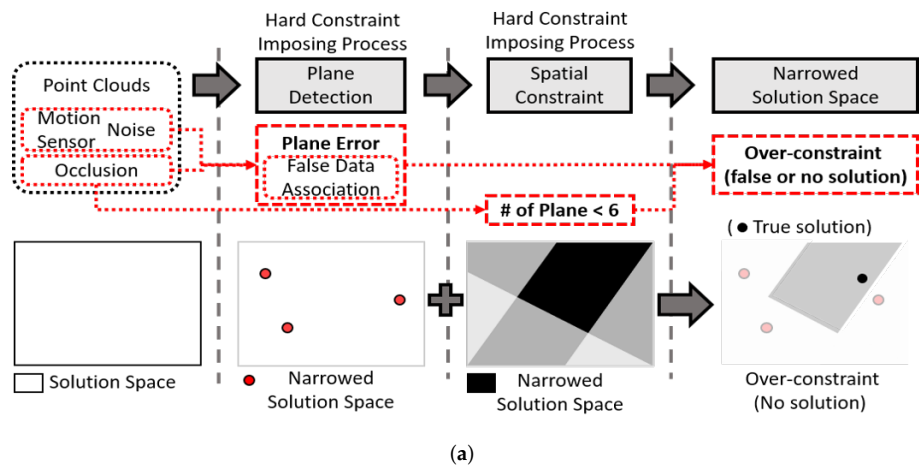 Hard Constraint
Imposing Process
Hard Constraint
Imposing Process
Point Clouds
Plane
Detection
Spatial
Constraint
Narrowed
Solution Space
Motion
Sensor Noise
Occlusion
Plane Error
False Data
Association
Over-constraint
(false or no solution)
# of Plane < 6
(● True solution)
Solution Space
Narrowed
Solution Space
Narrowed
Solution Space
Over-constraint
(No solution)
(a)